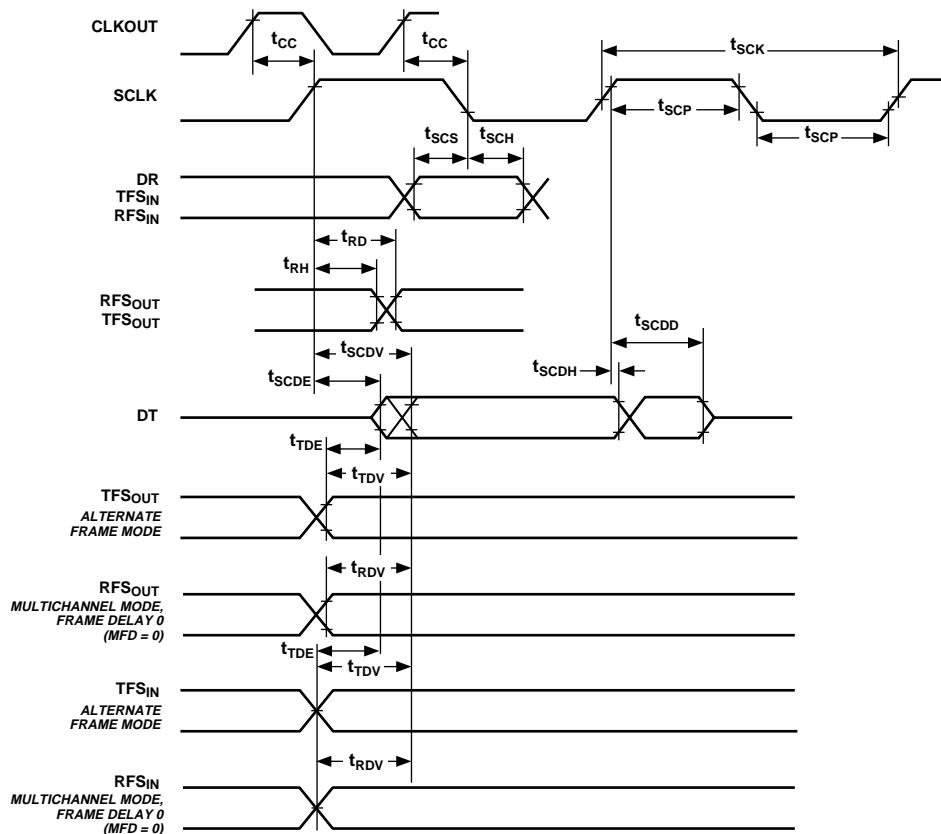 CLKOUT
tCC
tCC
tSCK
SCLK
tSCP
tSCP
tSCS
tSCH
DR
TFSIN
RFSIN
tRD
tRH
RFSOUT
TFSOUT
tSCDD
tSCDV
tSCDH
tSCDE
DT
tTDE
tTDV
TFSOUT
ALTERNATE
FRAME MODE
tRDV
RFSOUT
MULTICHANNEL MODE,
FRAME DELAY 0
(MFD = 0)
tTDE
tTDV
TFSIN
ALTERNATE
FRAME MODE
tRDV
RFSIN
MULTICHANNEL MODE,
FRAME DELAY 0
(MFD = 0)